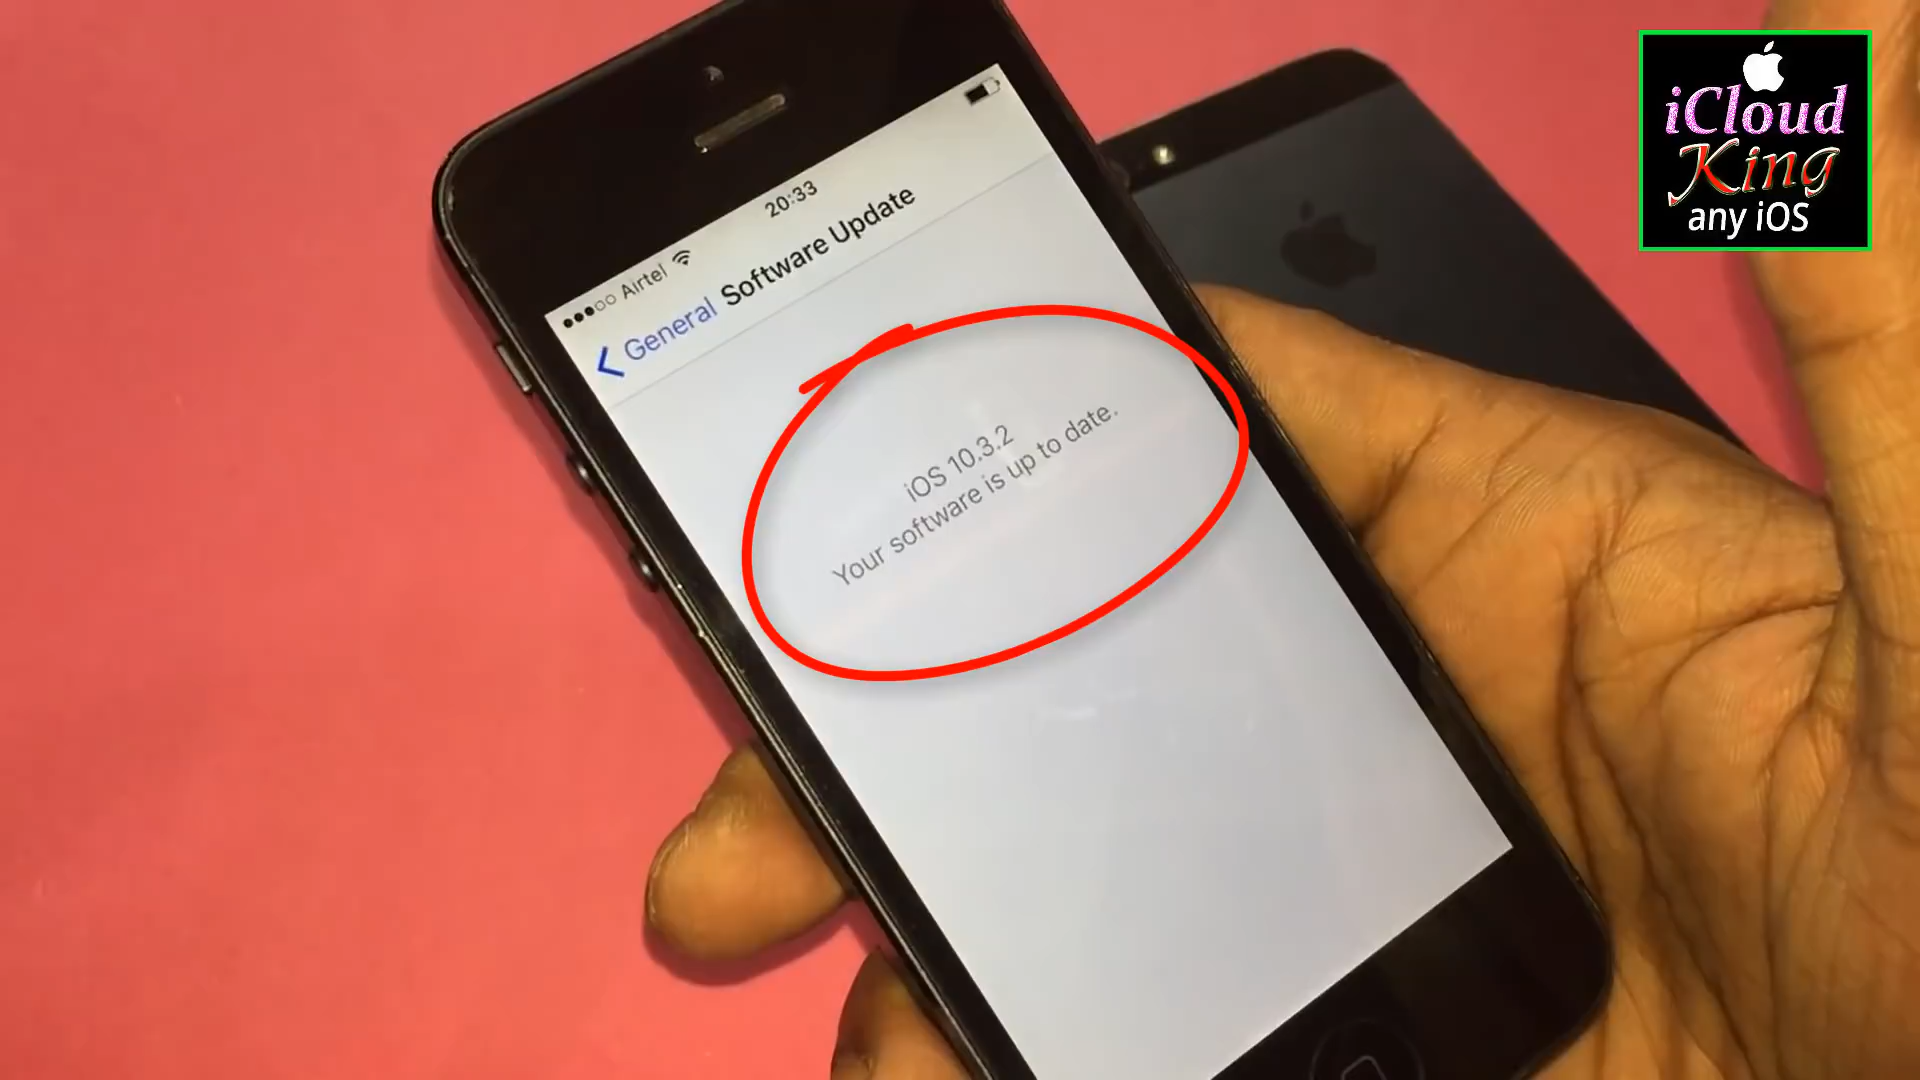 Airtel
20:33
General
Software Update
iOS 10.3.2
Your software is up to date.
iCloud
King
any iOS